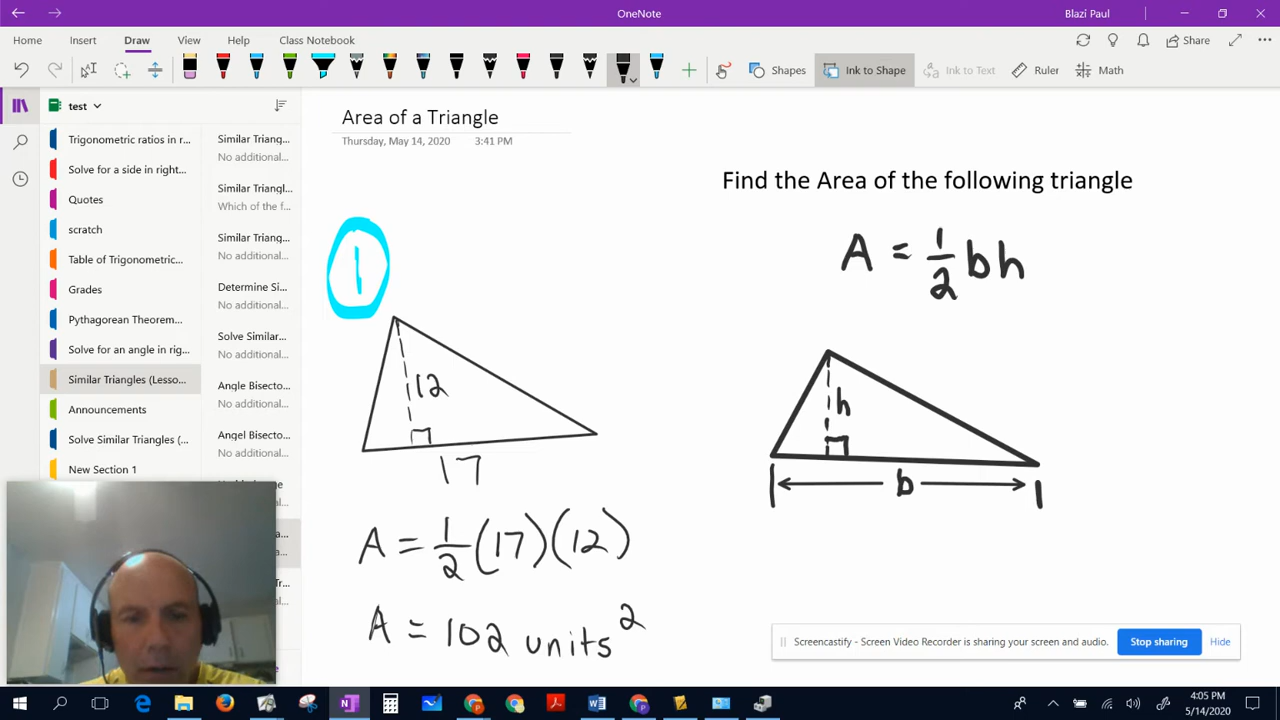 OneNote
Blazi Paul
Home Insert Draw View Help Class Notebook
Share
Shapes Ink to Shape Ink to Text Ruler Math
test
Trigonometric ratios in r...
Solve for a side in right...
Quotes
scratch
Table of Trigonometric...
Grades
Pythagorean Theorem...
Solve for an angle in rig...
Similar Triangles (Lesso...
Announcements
Solve Similar Triangles (...
New Section 1
Similar Triang...
No additional...
Similar Triangl...
Which of the f...
Similar Triang...
No additional...
Determine Si...
No additional...
Solve Similar...
No additional...
Angle Bisecto...
No additional...
Angel Bisecto...
No additional...
Area of a Triangle
Thursday, May 14, 2020 3:41 PM
1
12
17
A = 1/2 (17)(12)
A = 102 units²
Find the Area of the following triangle
A = 1/2 bh
h
b
Screencastify - Screen Video Recorder is sharing your screen and audio. Stop sharing Hide
4:05 PM
5/14/2020